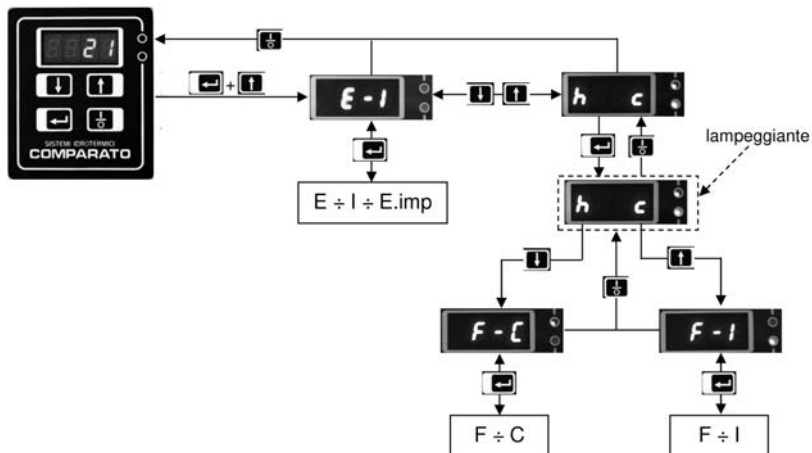 21
SISTEMI IDROTERMICI
COMPARATO
+
E-I
h c
lampeggiante
E ÷ I ÷ E.imp
h c
F-C
F-I
F ÷ C
F ÷ I